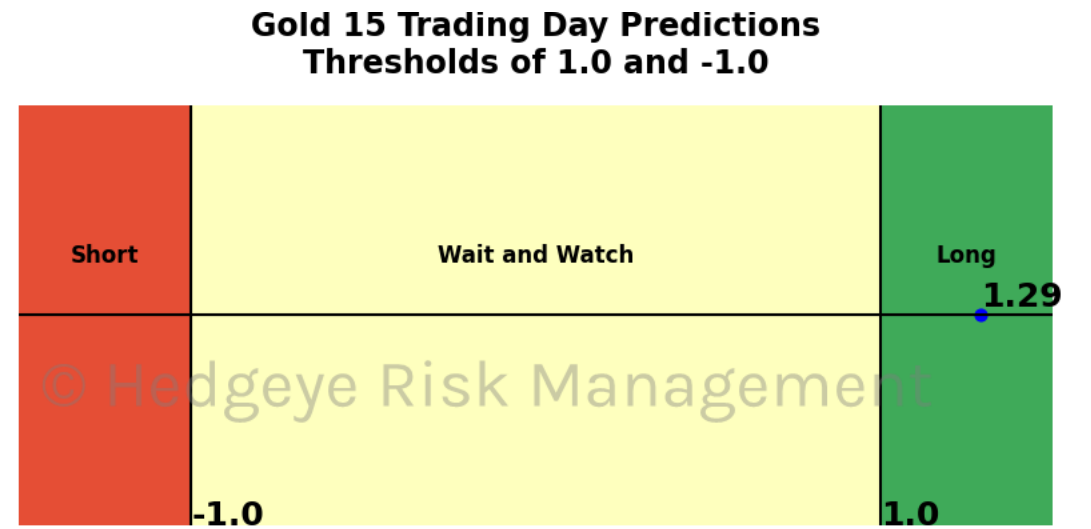 Gold 15 Trading Day Predictions
Thresholds of 1.0 and -1.0
Short
Wait and Watch
Long
1.29
© Hedgeye Risk Management
-1.0
1.0